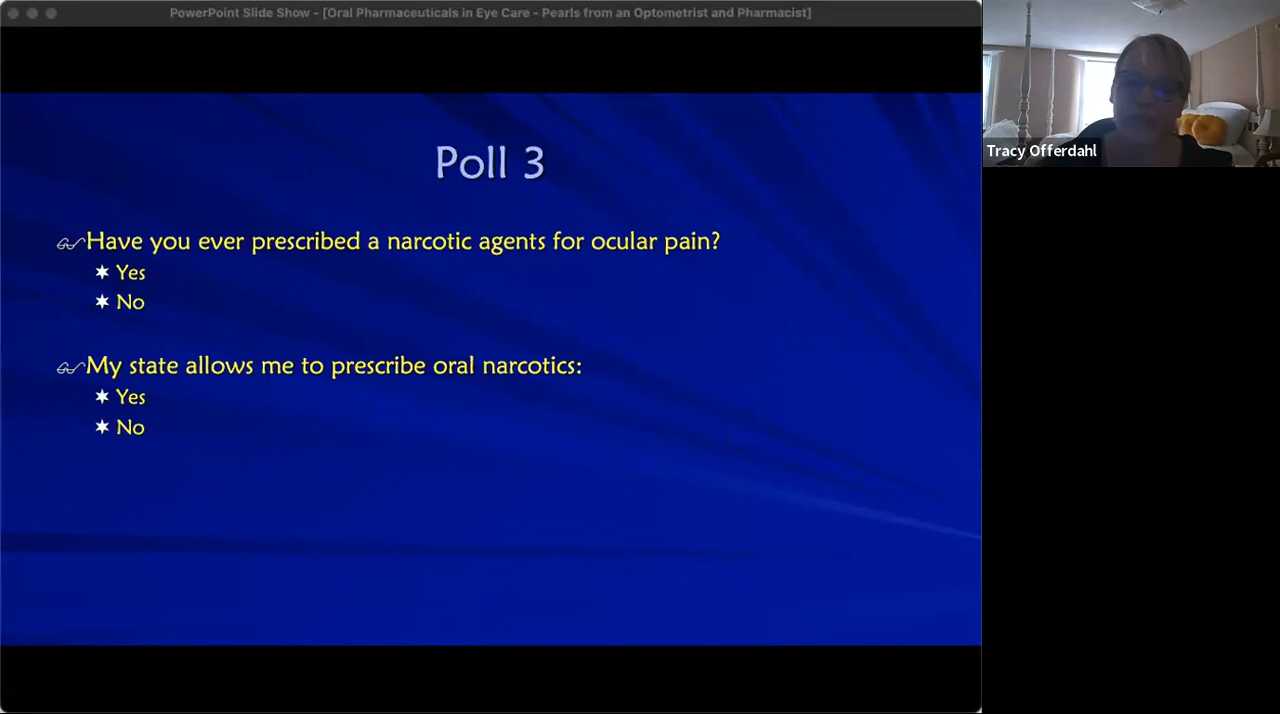 PowerPoint Slide Show - [Oral Pharmaceuticals in Eye Care - Pearls from an Optometrist and Pharmacist]
Tracy Offerdahl
Poll 3
Have you ever prescribed a narcotic agents for ocular pain?
Yes
No
My state allows me to prescribe oral narcotics:
Yes
No